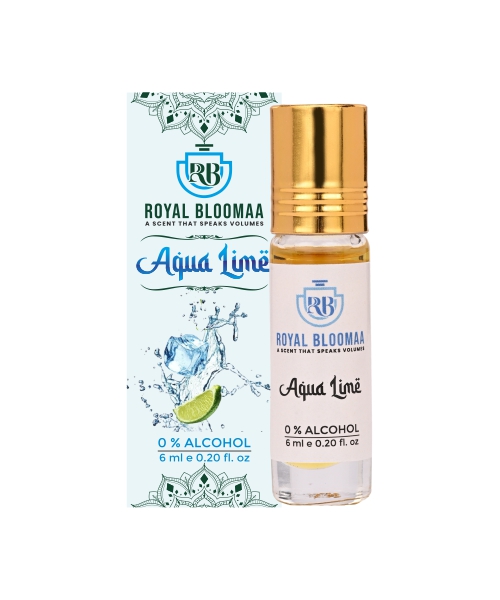 RB
ROYAL BLOOMAA
A SCENT THAT SPEAKS VOLUMES
Aqua Limë
0 % ALCOHOL
6 ml e 0.20 fl. oz
RB
ROYAL BLOOMAA
A SCENT THAT SPEAKS VOLUMES
Aqua Limë
0 % ALCOHOL
6 ml e 0.20 fl. oz